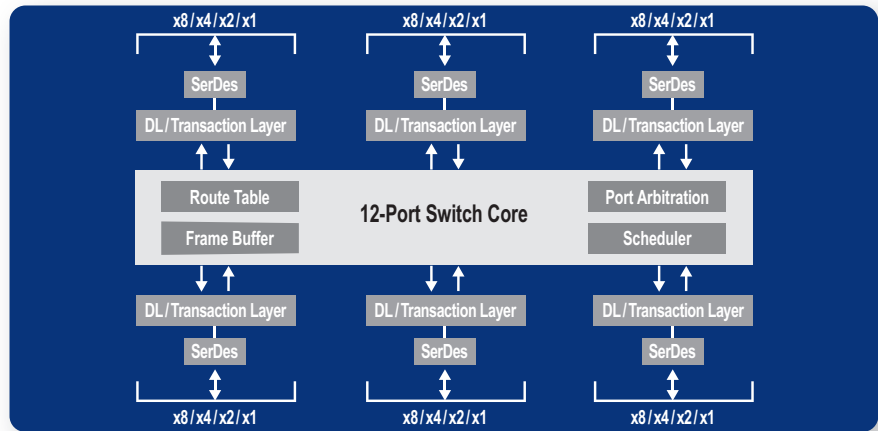 x8/x4/x2/x1 x8/x4/x2/x1 x8/x4/x2/x1
SerDes SerDes SerDes
DL/Transaction Layer DL/Transaction Layer DL/Transaction Layer
Route Table Port Arbitration
12-Port Switch Core
Frame Buffer Scheduler
DL/Transaction Layer DL/Transaction Layer DL/Transaction Layer
SerDes SerDes SerDes
x8/x4/x2/x1 x8/x4/x2/x1 x8/x4/x2/x1